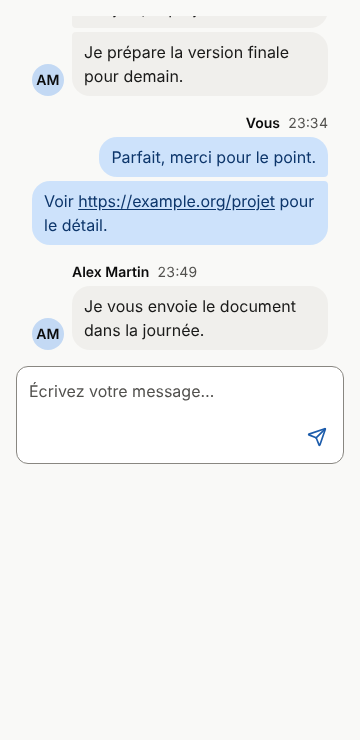 Je prépare la version finale
pour demain.
AM
Vous 23:34
Parfait, merci pour le point.
Voir https://example.org/projet pour
le détail.
Alex Martin 23:49
Je vous envoie le document
dans la journée.
AM
Écrivez votre message...